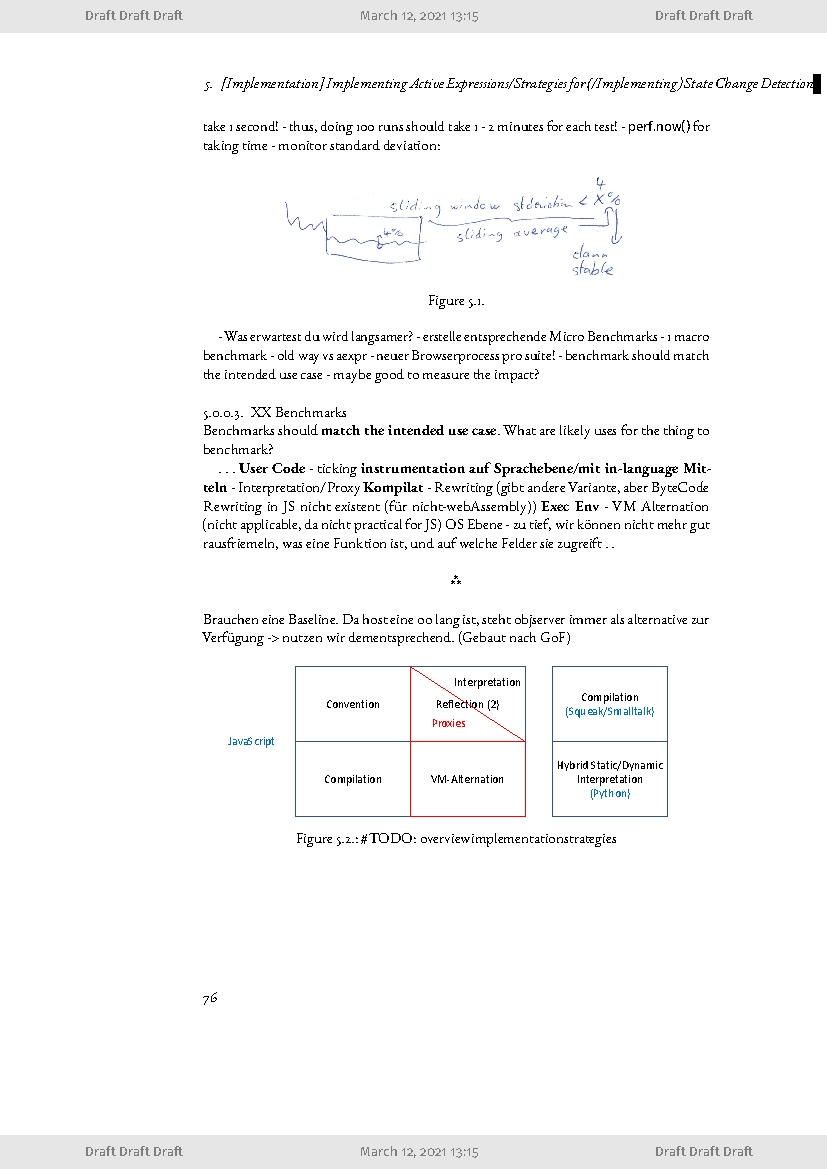 Draft Draft Draft March 12, 2021 13:15 Draft Draft Draft
5. [Implementation] Implementing Active Expressions/Strategies for (/Implementing) State Change Detection
take 1 second! - thus, doing 100 runs should take 1 - 2 minutes for each test! - perf.now() for
taking time - monitor standard deviation:
4
sliding window stdeviation < X%
4%
sliding average
dann
stable
Figure 5.1.
- Was erwartest du wird langsamer? - erstelle entsprechende Micro Benchmarks - 1 macro
benchmark - old way vs aexpr - neuer Browserprocess pro suite! - benchmark should match
the intended use case - maybe good to measure the impact?
5.0.0.3. XX Benchmarks
Benchmarks should match the intended use case. What are likely uses for the thing to
benchmark?
. . . User Code - ticking instrumentation auf Sprachebene/mit in-language Mit-
teln - Interpretation/Proxy Kompilat - Rewriting (gibt andere Variante, aber ByteCode
Rewriting in JS nicht existent (für nicht-webAssembly)) Exec Env - VM Alternation
(nicht applicable, da nicht practical for JS) OS Ebene - zu tief, wir können nicht mehr gut
rausfriemeln, was eine Funktion ist, und auf welche Felder sie zugreift . .
⁂
Brauchen eine Baseline. Da host eine oo lang ist, steht objserver immer als alternative zur
Verfügung -> nutzen wir dementsprechend. (Gebaut nach GoF)
Interpretation
Convention
Reflection (2)
Proxies
Compilation
(Squeak/Smalltalk)
JavaScript
Compilation
VM-Alternation
Hybrid Static/Dynamic
Interpretation
(Python)
Figure 5.2.: # TODO: overviewimplementationstrategies
76
Draft Draft Draft March 12, 2021 13:15 Draft Draft Draft